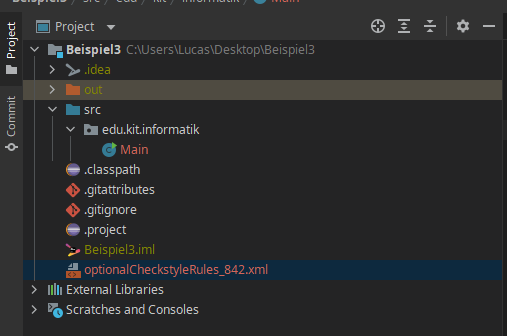 Beispiel3 src edu kit informatik Main
Project
Project
Commit
Beispiel3 C:\Users\Lucas\Desktop\Beispiel3
.idea
out
src
edu.kit.informatik
Main
.classpath
.gitattributes
.gitignore
.project
Beispiel3.iml
optionalCheckstyleRules_842.xml
External Libraries
Scratches and Consoles